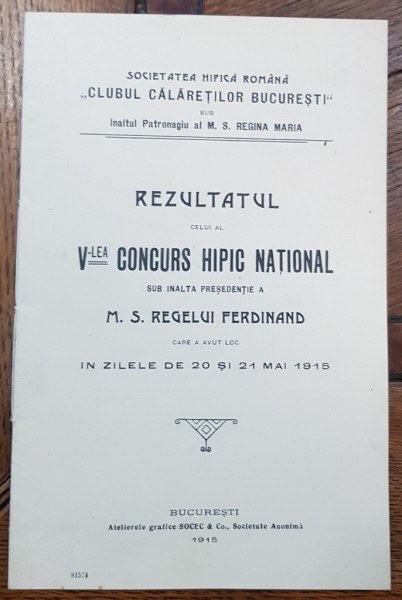 SOCIETATEA HIPICĂ ROMÂNĂ
„CLUBUL CĂLĂREȚILOR BUCUREȘTI“
SUB
Inaltul Patronagiu al M. S. REGINA MARIA
REZULTATUL
CELUI AL
V-LEA CONCURS HIPIC NAȚIONAL
SUB INALTA PREȘEDENȚIE A
M. S. REGELUI FERDINAND
CARE A AVUT LOC
IN ZILELE DE 20 ȘI 21 MAI 1915
BUCUREȘTI
Atelierele grafice SOCEC & Co., Societate Anonimă
1915